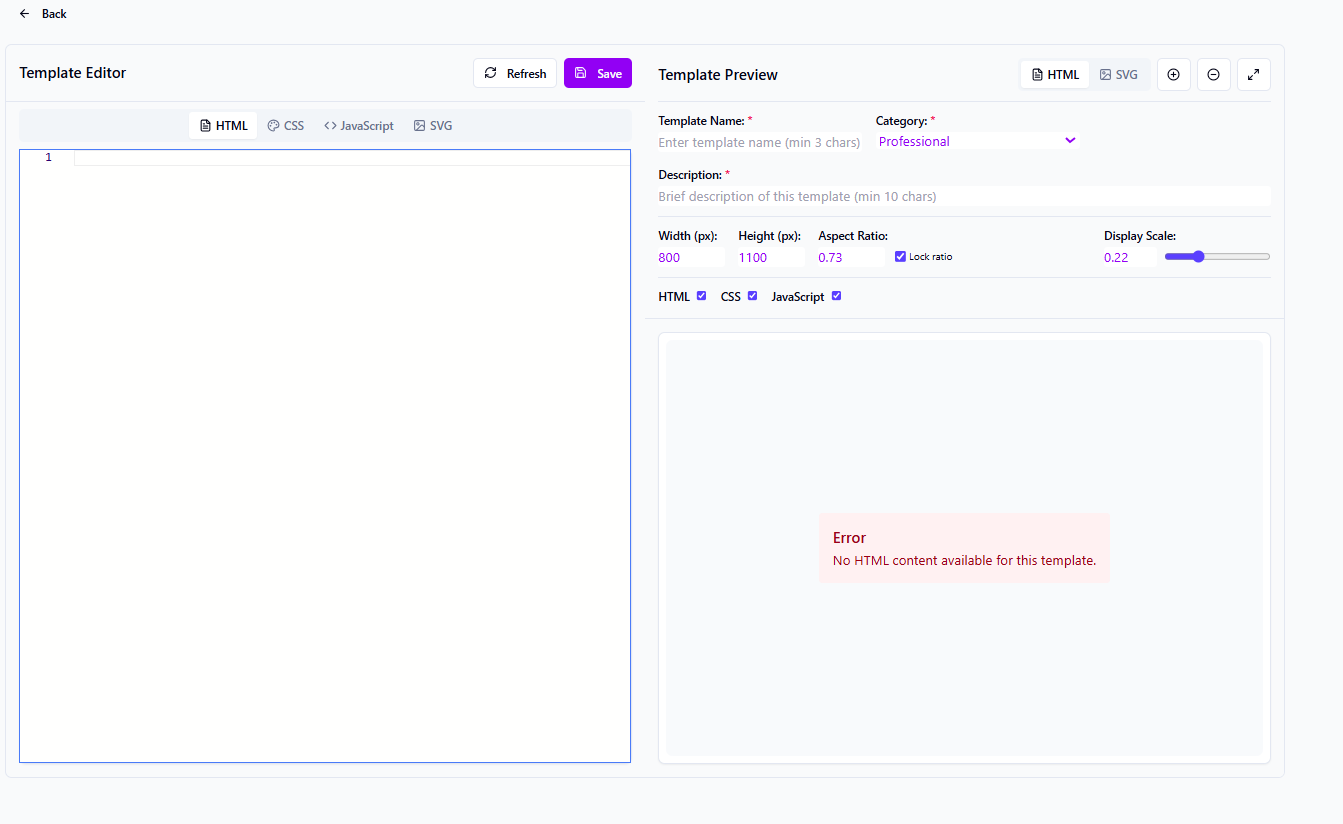 Back
Template Editor
Refresh
Save
HTML
CSS
JavaScript
SVG
1
Template Preview
HTML
SVG
Template Name: *
Enter template name (min 3 chars)
Category: *
Professional
Description: *
Brief description of this template (min 10 chars)
Width (px):
800
Height (px):
1100
Aspect Ratio:
0.73
Lock ratio
Display Scale:
0.22
HTML
CSS
JavaScript
Error
No HTML content available for this template.